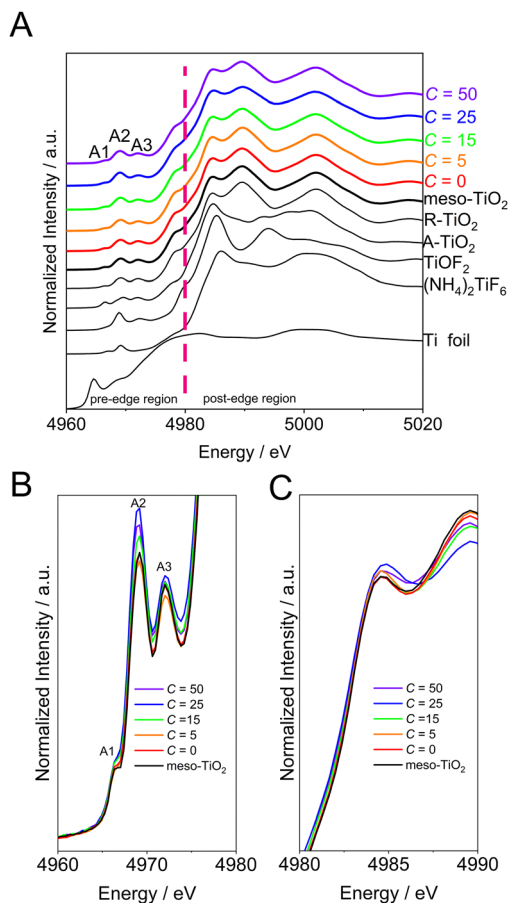 A
Normalized Intensity / a.u.
A1
A2
A3
C = 50
C = 25
C = 15
C = 5
C = 0
meso-TiO2
R-TiO2
A-TiO2
TiOF2
(NH4)2TiF6
Ti foil
pre-edge region
post-edge region
4960
4980
5000
5020
Energy / eV
B
Normalized Intensity / a.u.
A2
A3
A1
C = 50
C = 25
C =15
C = 5
C = 0
meso-TiO2
4960
4970
4980
Energy / eV
C
Normalized Intensity / a.u.
C = 50
C = 25
C =15
C = 5
C = 0
meso-TiO2
4980
4985
4990
Energy / eV